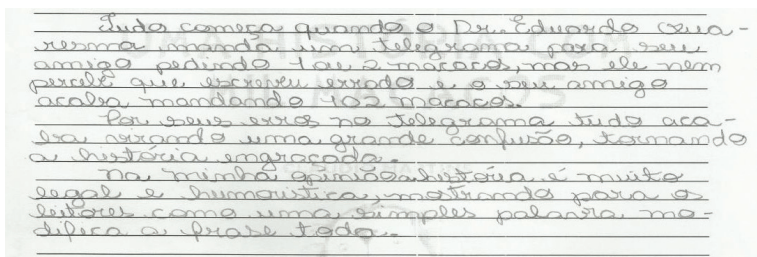 Tudo começa quando o Dr. Eduardo Qua-
resma manda um telegrama para seu
amigo pedindo 1 ou 2 macacos, mas ele nem
percebe que escreveu errado e o seu amigo
acaba mandando 102 macacos.
Por seus erros no telegrama tudo aca-
ba virando uma grande confusão, tornando
a história engraçada.
Na minha opinião história é muito
legal e humoristica, mostrando para os
leitores como uma simples palavra mo-
difica a frase toda.